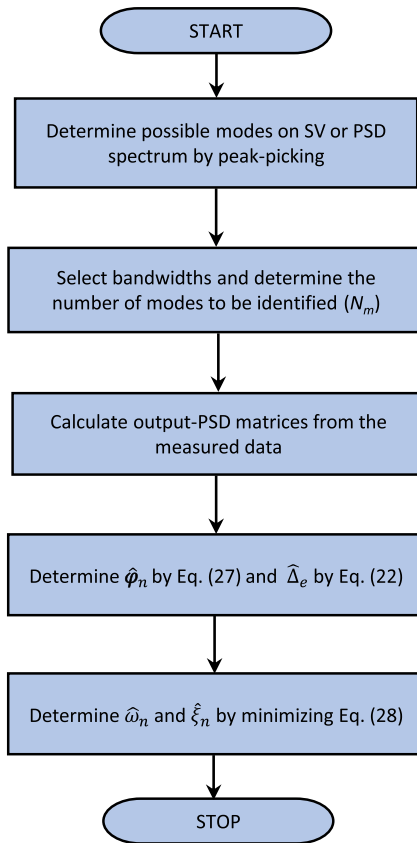 START
Determine possible modes on SV or PSD
spectrum by peak-picking
Select bandwidths and determine the
number of modes to be identified (Nₘ)
Calculate output-PSD matrices from the
measured data
Determine 𝝋̂ₙ by Eq. (27) and Δ̂ₑ by Eq. (22)
Determine ω̂ₙ and ξ̂ₙ by minimizing Eq. (28)
STOP